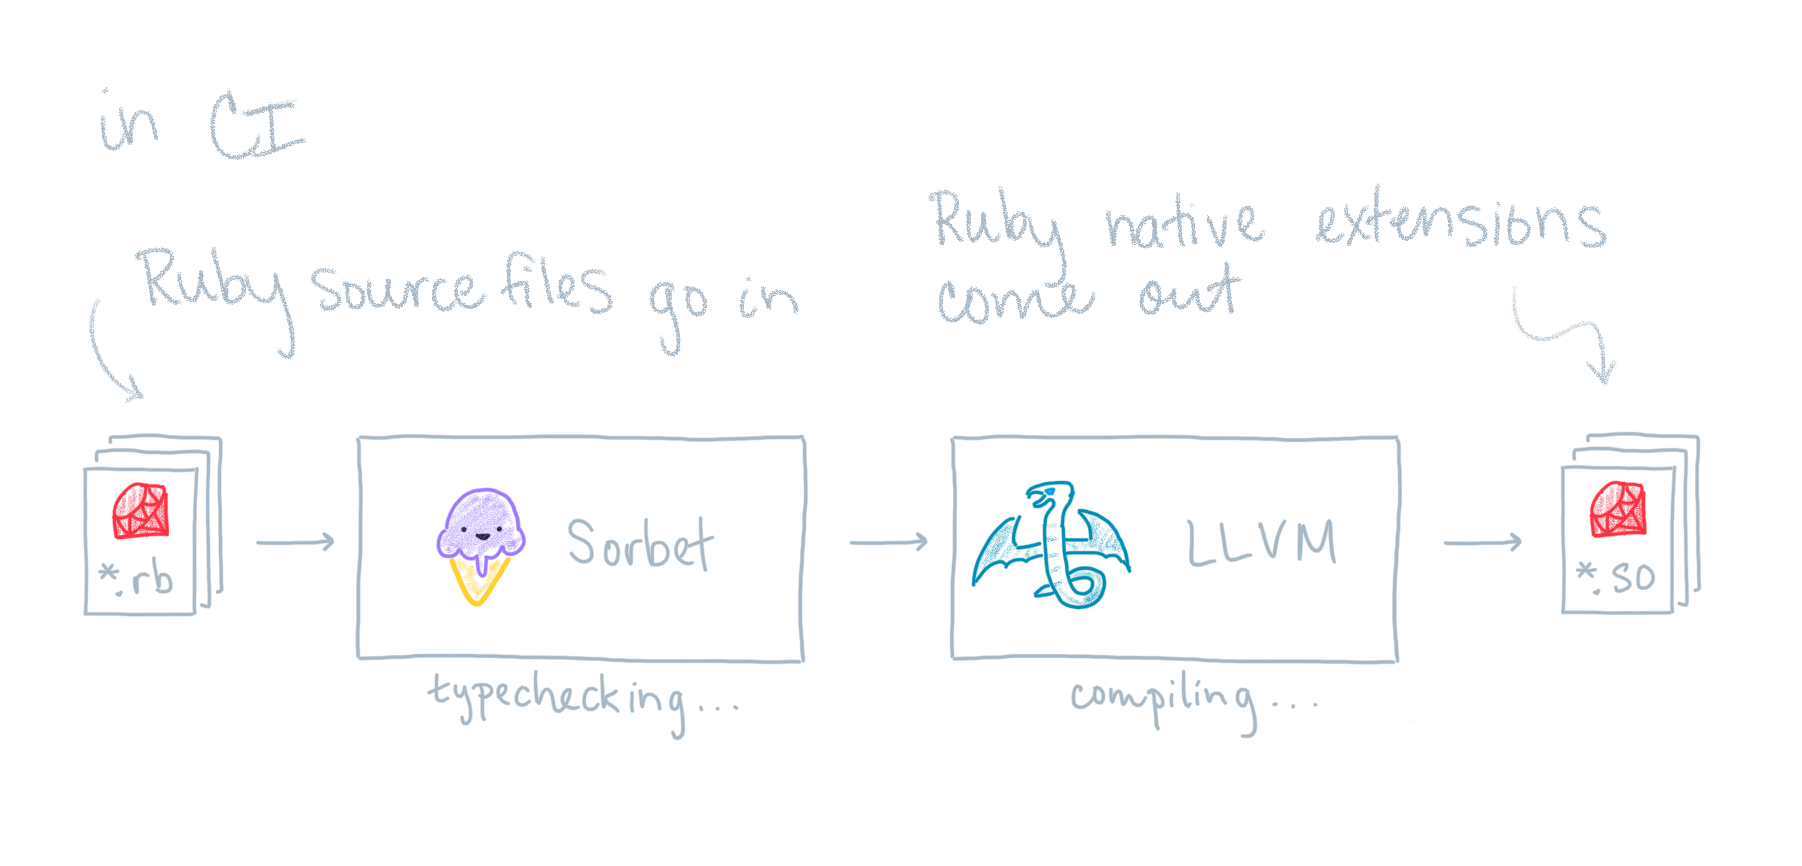 in CI
Ruby source files go in
Ruby native extensions
come out
*.rb
Sorbet
LLVM
*.so
typechecking...
compiling...